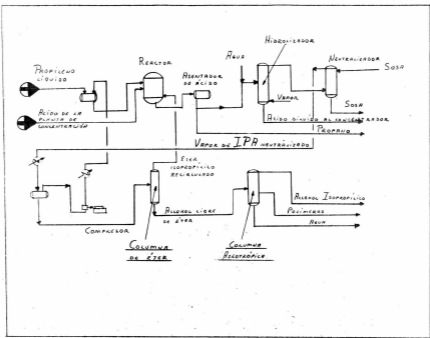 HIDROLIZADOR
AGUA
REACTOR
NEUTRALIZADOR
PROPILENO
LÍQUIDO
ASENTADOR
DE ÁCIDO
SOSA
VAPOR
SOSA
ÁCIDO DE LA
PLANTA DE
CONCENTRACIÓN
ÁCIDO DILUIDO AL CONCENTRADOR
PROPANO
VAPOR DE IPA NEUTRALIZADO
ÉTER
ISOPROPÍLICO
RECIRCULADO
ALCOHOL ISOPROPÍLICO
POLÍMEROS
ALCOHOL LIBRE
DE ÉTER
AGUA
COMPRESOR
COLUMNA
DE ÉTER
COLUMNA
AZEOTRÓPICA